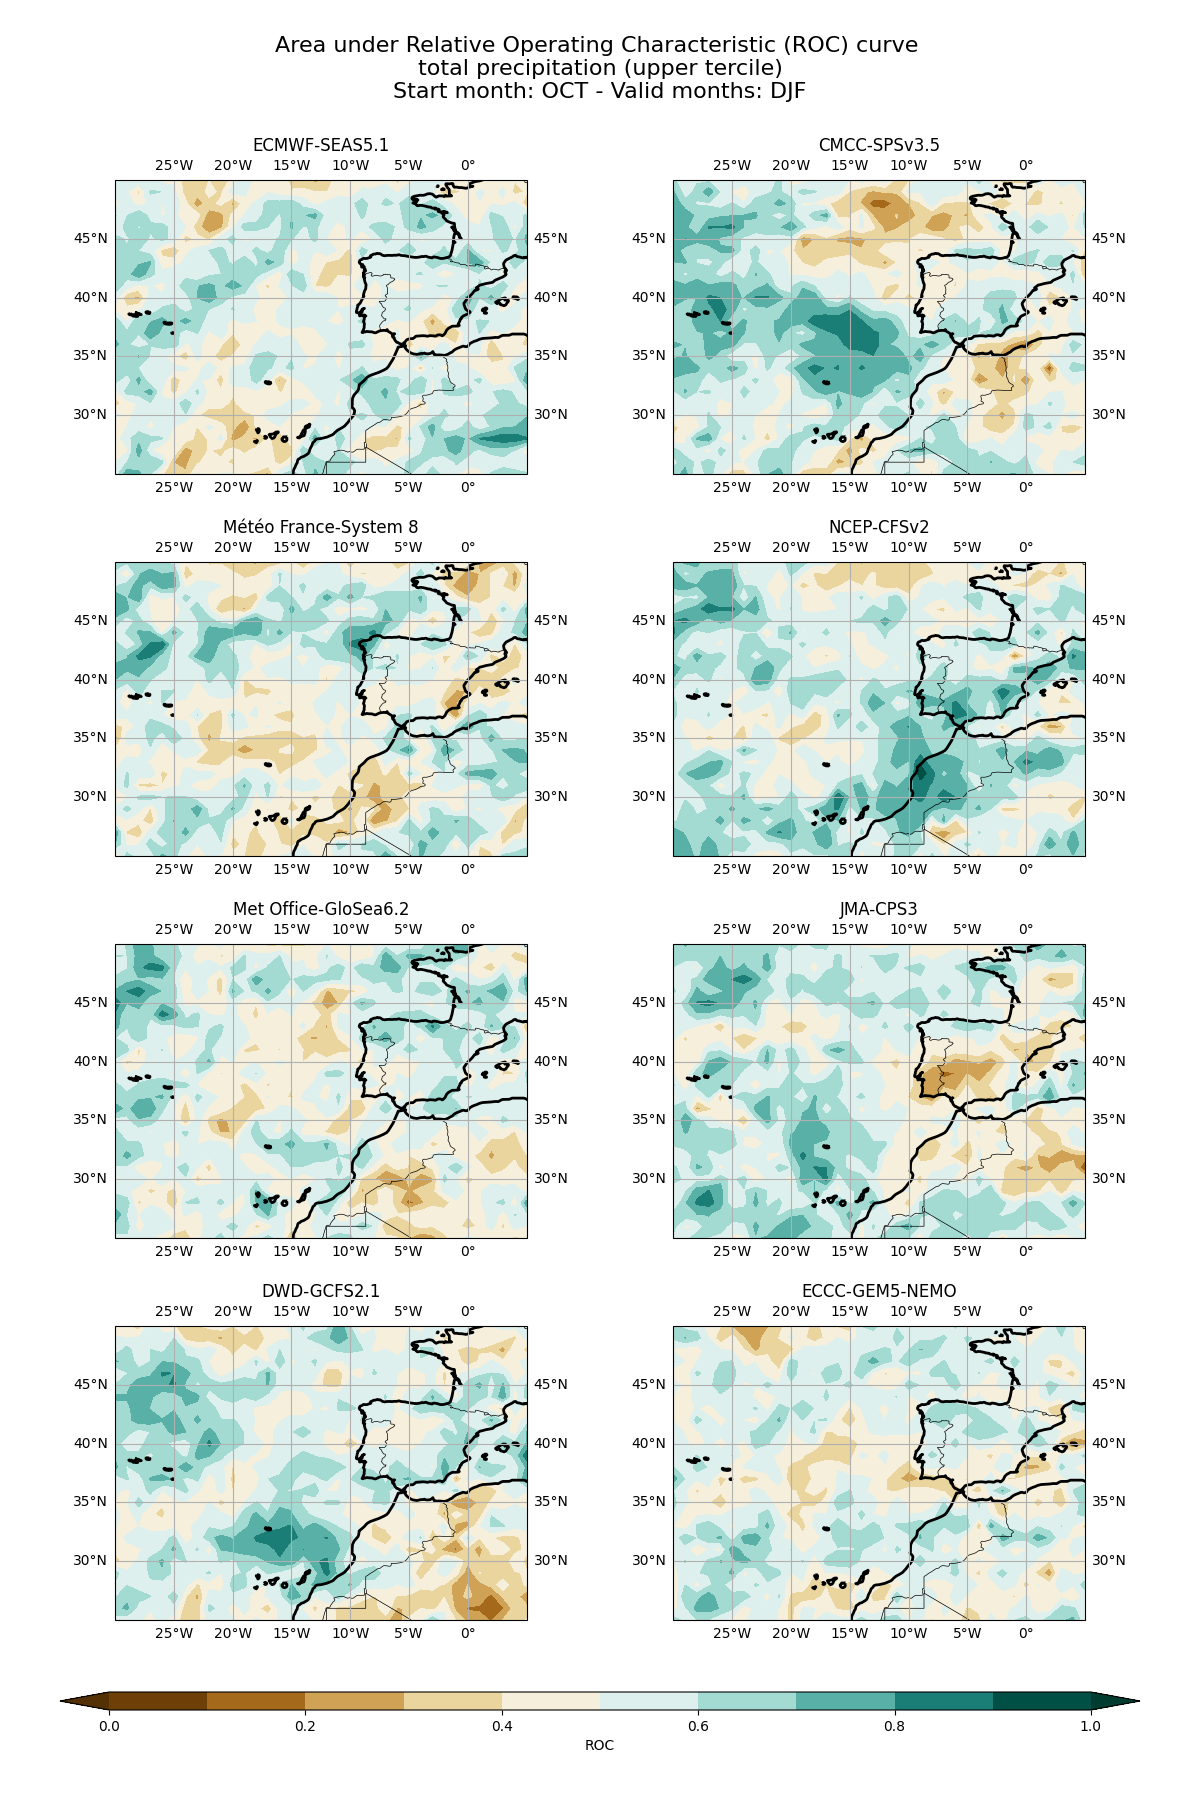 Area under Relative Operating Characteristic (ROC) curve
total precipitation (upper tercile)
Start month: OCT - Valid months: DJF
ECMWF-SEAS5.1
25°W 20°W 15°W 10°W 5°W 0°
45°N 45°N
40°N 40°N
35°N 35°N
30°N 30°N
25°W 20°W 15°W 10°W 5°W 0°
CMCC-SPSv3.5
25°W 20°W 15°W 10°W 5°W 0°
45°N 45°N
40°N 40°N
35°N 35°N
30°N 30°N
25°W 20°W 15°W 10°W 5°W 0°
Météo France-System 8
25°W 20°W 15°W 10°W 5°W 0°
45°N 45°N
40°N 40°N
35°N 35°N
30°N 30°N
25°W 20°W 15°W 10°W 5°W 0°
NCEP-CFSv2
25°W 20°W 15°W 10°W 5°W 0°
45°N 45°N
40°N 40°N
35°N 35°N
30°N 30°N
25°W 20°W 15°W 10°W 5°W 0°
Met Office-GloSea6.2
25°W 20°W 15°W 10°W 5°W 0°
45°N 45°N
40°N 40°N
35°N 35°N
30°N 30°N
25°W 20°W 15°W 10°W 5°W 0°
JMA-CPS3
25°W 20°W 15°W 10°W 5°W 0°
45°N 45°N
40°N 40°N
35°N 35°N
30°N 30°N
25°W 20°W 15°W 10°W 5°W 0°
DWD-GCFS2.1
25°W 20°W 15°W 10°W 5°W 0°
45°N 45°N
40°N 40°N
35°N 35°N
30°N 30°N
25°W 20°W 15°W 10°W 5°W 0°
ECCC-GEM5-NEMO
25°W 20°W 15°W 10°W 5°W 0°
45°N 45°N
40°N 40°N
35°N 35°N
30°N 30°N
25°W 20°W 15°W 10°W 5°W 0°
0.0 0.2 0.4 0.6 0.8 1.0
ROC